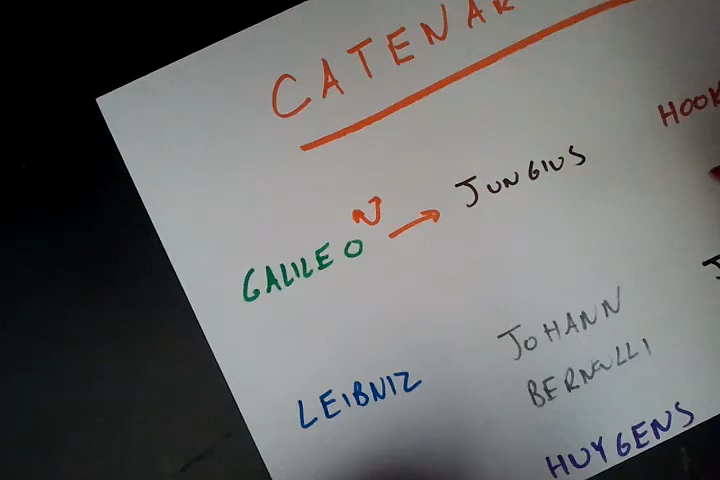 CATENAR
HOOK
JUNGIUS
GALILEO
J
JOHANN
BERNULLI
LEIBNIZ
HUYGENS